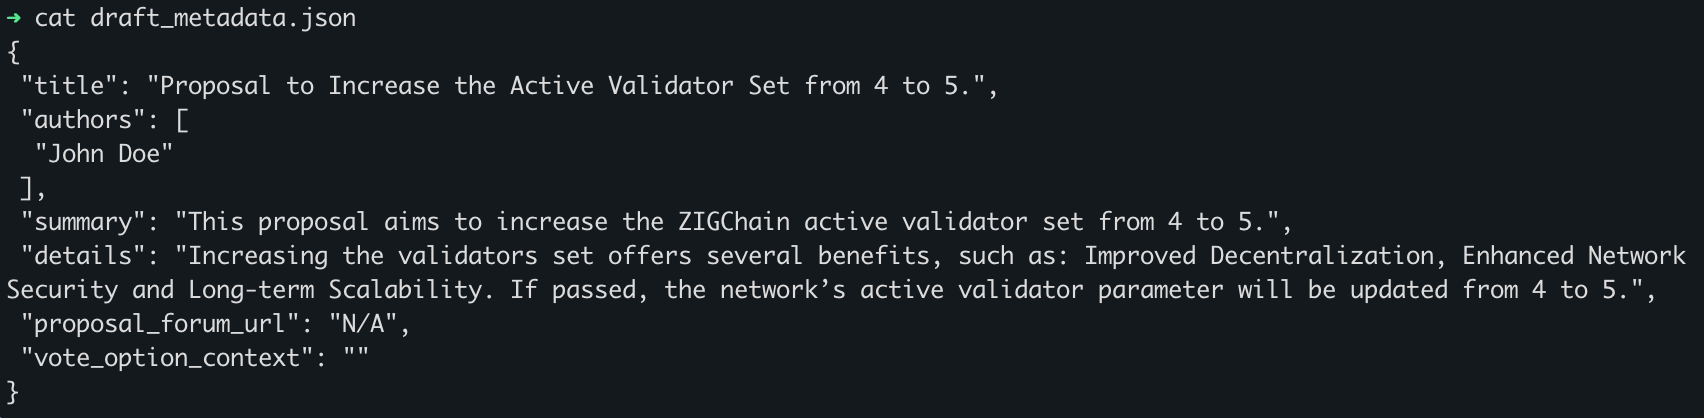 ➜ cat draft_metadata.json
{
 "title": "Proposal to Increase the Active Validator Set from 4 to 5.",
 "authors": [
  "John Doe"
 ],
 "summary": "This proposal aims to increase the ZIGChain active validator set from 4 to 5.",
 "details": "Increasing the validators set offers several benefits, such as: Improved Decentralization, Enhanced Network
Security and Long-term Scalability. If passed, the network’s active validator parameter will be updated from 4 to 5.",
 "proposal_forum_url": "N/A",
 "vote_option_context": ""
}